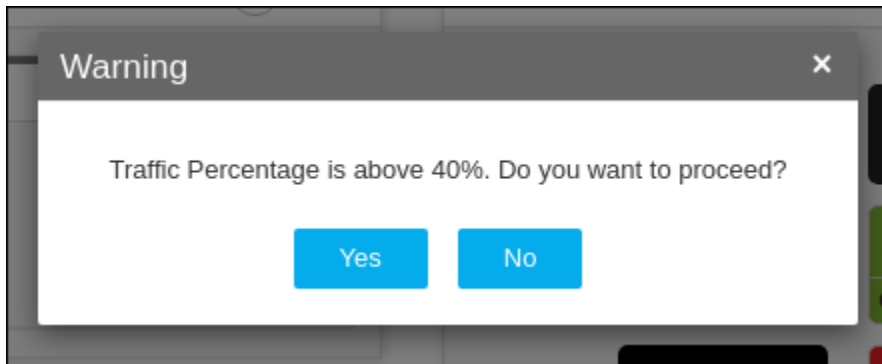 Warning
×
Traffic Percentage is above 40%. Do you want to proceed?
Yes No